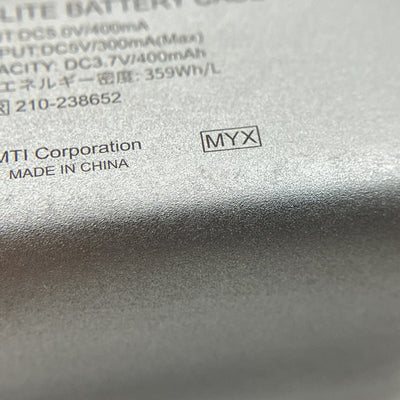 LITE BATTERY CASE
UT:DC5.0V/400mA
PUT:DC5V/300mA(Max)
ACITY: DC3.7V/400mAh
エネルギー密度: 359Wh/L
210-238652
MTI Corporation
MYX
MADE IN CHINA